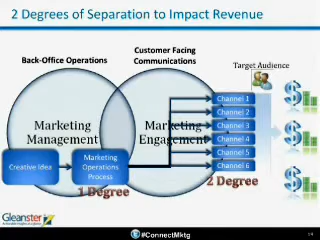 2 Degrees of Separation to Impact Revenue
Back-Office Operations
Customer Facing
Communications
Target Audience
Marketing
Management
Marketing
Engagement
Channel 1
Channel 2
Channel 3
Channel 4
Channel 5
Channel 6
Creative Idea
Marketing
Operations
Process
1 Degree
2 Degree
Gleanster
#ConnectMktg